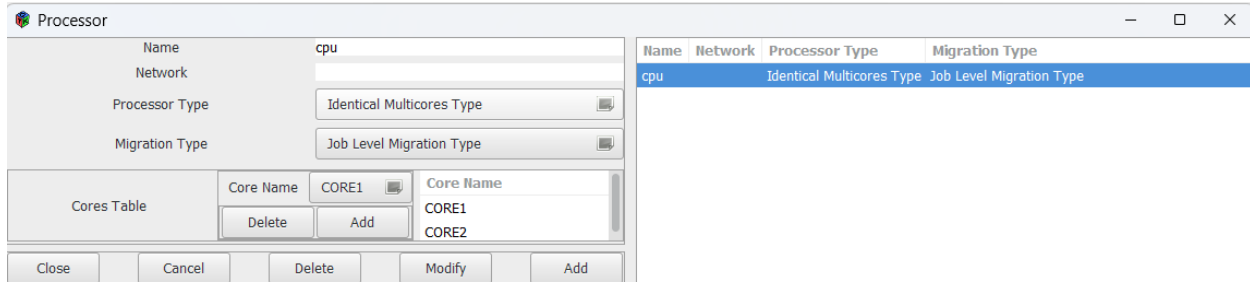 Processor
Name cpu
Network
Processor Type Identical Multicores Type
Migration Type Job Level Migration Type
Cores Table
Core Name CORE1
Delete Add
Core Name
CORE1
CORE2
Close Cancel Delete Modify Add
Name Network Processor Type Migration Type
cpu Identical Multicores Type Job Level Migration Type